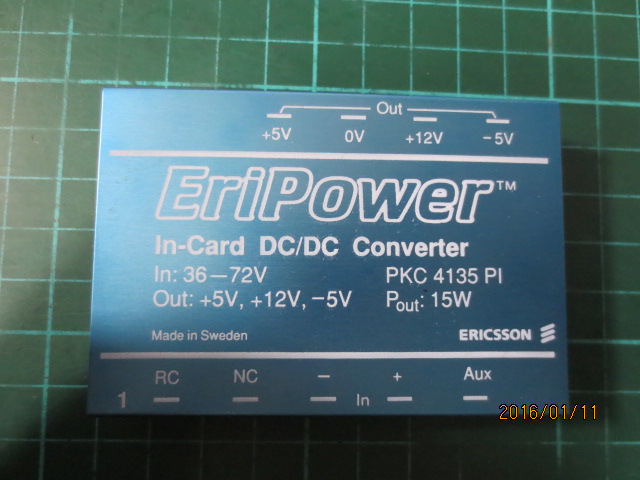 Out
+5V 0V +12V −5V
EriPower™
In-Card DC/DC Converter
In: 36—72V PKC 4135 PI
Out: +5V, +12V, −5V Pout: 15W
Made in Sweden ERICSSON
RC NC − + Aux
1 In
2016/01/11